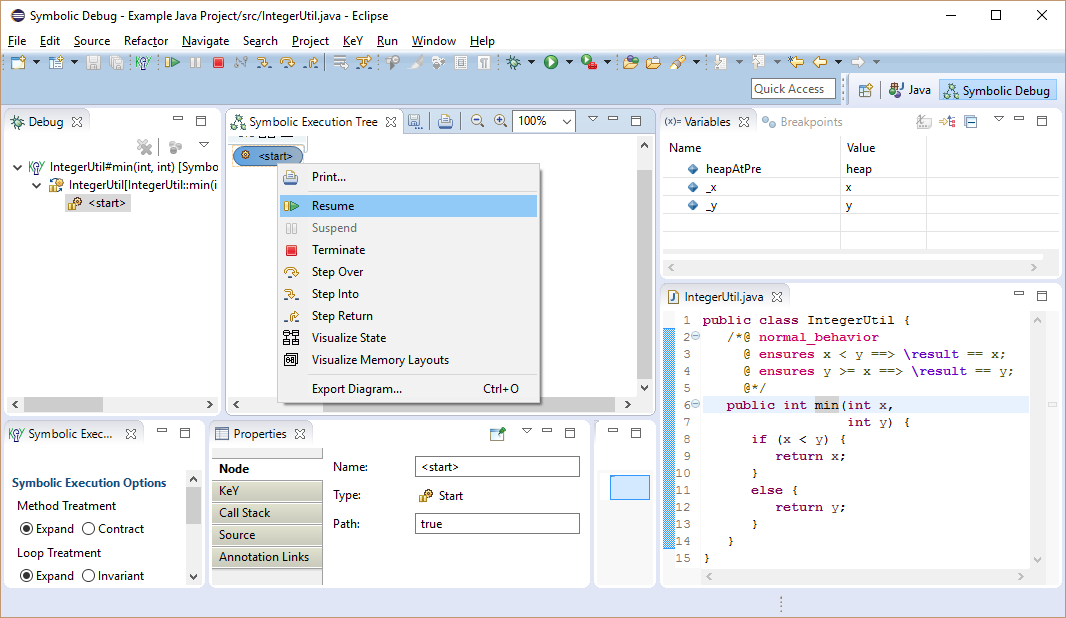 Symbolic Debug - Example Java Project/src/IntegerUtil.java - Eclipse
File Edit Source Refactor Navigate Search Project KeY Run Window Help
Quick Access Java Symbolic Debug
Debug
IntegerUtil#min(int, int) [Symbo
IntegerUtil[IntegerUtil::min(i
<start>
Symbolic Execution Tree
100%
<start>
Print...
Resume
Suspend
Terminate
Step Over
Step Into
Step Return
Visualize State
Visualize Memory Layouts
Export Diagram... Ctrl+O
(x)= Variables Breakpoints
Name Value
heapAtPre heap
_x x
_y y
IntegerUtil.java
1 public class IntegerUtil {
2 /*@ normal_behavior
3 @ ensures x < y ==> \result == x;
4 @ ensures y >= x ==> \result == y;
5 @*/
6 public int min(int x,
7 int y) {
8 if (x < y) {
9 return x;
10 }
11 else {
12 return y;
13 }
14 }
15 }
Symbolic Exec...
Symbolic Execution Options
Method Treatment
Expand Contract
Loop Treatment
Expand Invariant
Properties
Node
KeY
Call Stack
Source
Annotation Links
Name: <start>
Type: Start
Path: true